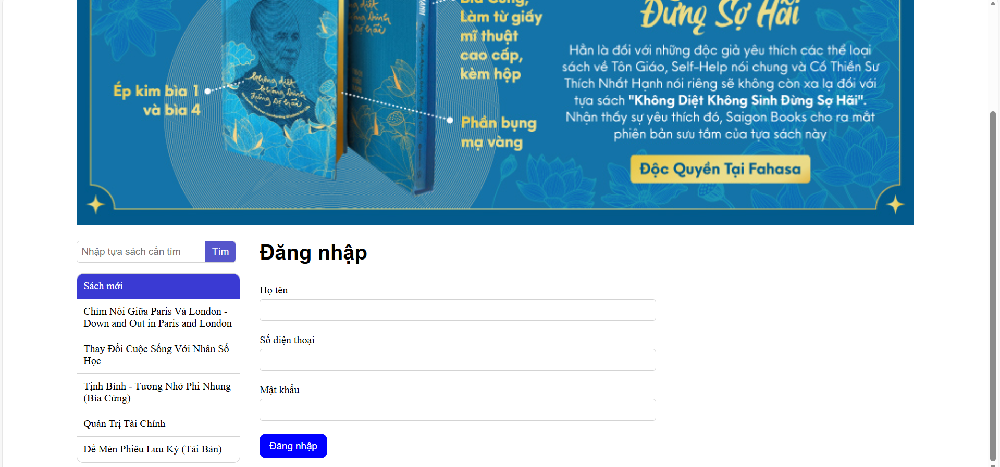 Bìa Cứng,
Làm từ giấy
mĩ thuật
cao cấp,
kèm hộp
Ép kim bìa 1
và bìa 4
không diệt
không sinh
đừng sợ hãi
Phần bụng
mạ vàng
Đừng Sợ Hãi
Hẳn là đối với những độc giả yêu thích các thể loại
sách về Tôn Giáo, Self-Help nói chung và Cố Thiền Sư
Thích Nhất Hạnh nói riêng sẽ không còn xa lạ đối với
tựa sách "Không Diệt Không Sinh Đừng Sợ Hãi".
Nhận thấy sự yêu thích đó, Saigon Books cho ra mắt
phiên bản sưu tầm của tựa sách này
Độc Quyền Tại Fahasa
Nhập tựa sách cần tìm
Tìm
Sách mới
Chìm Nổi Giữa Paris Và London -
Down and Out in Paris and London
Thay Đổi Cuộc Sống Với Nhân Số
Học
Tịnh Bình - Tưởng Nhớ Phi Nhung
(Bìa Cứng)
Quản Trị Tài Chính
Dế Mèn Phiêu Lưu Ký (Tái Bản)
Đăng nhập
Họ tên
Số điện thoại
Mật khẩu
Đăng nhập